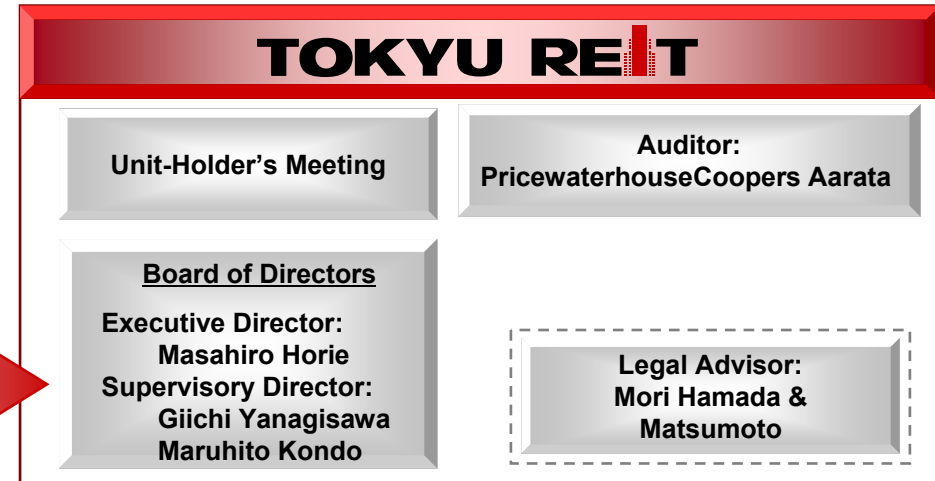 TOKYU REIT
Unit-Holder's Meeting
Auditor:
PricewaterhouseCoopers Aarata
Board of Directors
Executive Director:
Masahiro Horie
Supervisory Director:
Giichi Yanagisawa
Maruhito Kondo
Legal Advisor:
Mori Hamada &
Matsumoto